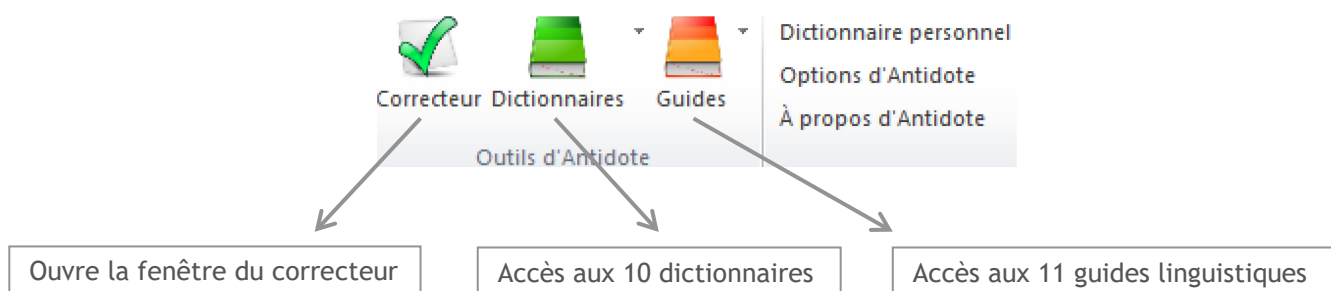 Correcteur Dictionnaires Guides
Outils d'Antidote
Dictionnaire personnel
Options d'Antidote
À propos d'Antidote
Ouvre la fenêtre du correcteur
Accès aux 10 dictionnaires
Accès aux 11 guides linguistiques